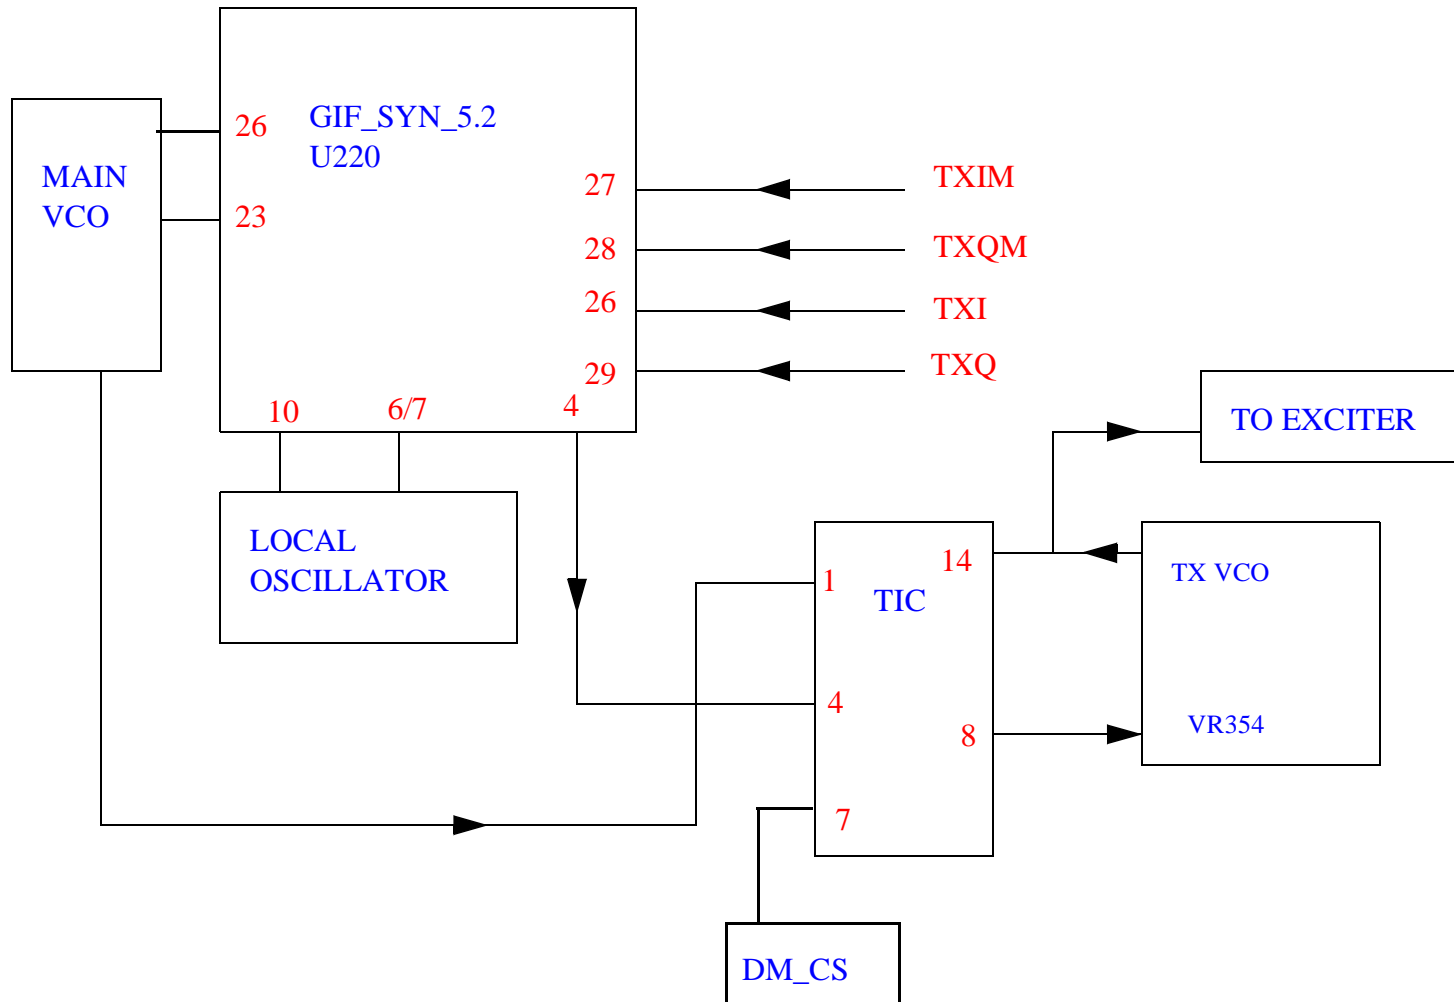 GIF_SYN_5.2
U220
MAIN
VCO
26
23
27
28
26
29
10
6/7
4
TXIM
TXQM
TXI
TXQ
TO EXCITER
LOCAL
OSCILLATOR
1
4
7
14
8
TIC
TX VCO
VR354
DM_CS